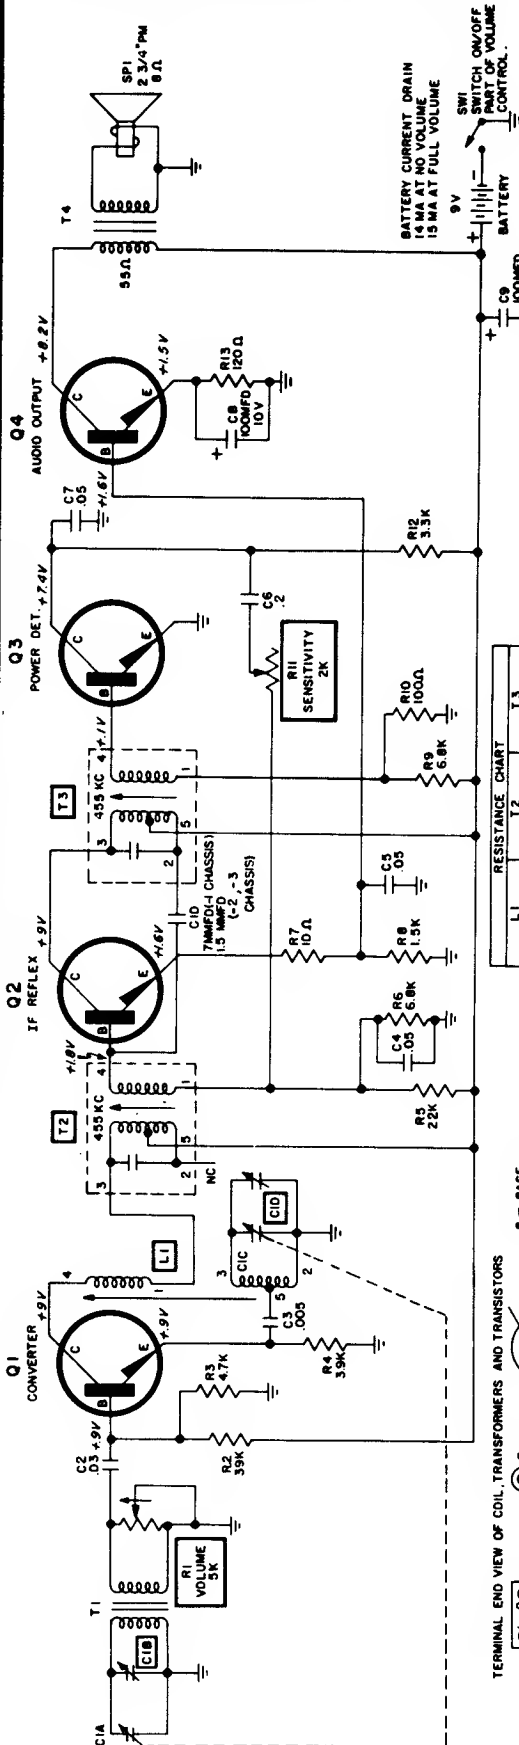 Q1
CONVERTER
Q2
IF REFLEX
Q3
POWER DET.
Q4
AUDIO OUTPUT
C1A
C1B
T1
R1
VOLUME
5K
C2
.03
+.9V
B
C
E
+9V
+.9V
R2
39K
R3
4.7K
R4
3.9K
C3
.005
4
1
L1
3
5
2
C1C
C1D
T2
455 KC
3
2
NC
5
4
1
+1.8V
B
C
E
+9V
+1.6V
R5
22K
C4
.05
R6
6.8K
R7
10Ω
R8
1.5K
C5
.05
C10
7MMFD(-1 CHASSIS)
1.5 MMFD
(-2, -3
CHASSIS)
T3
455 KC
3
2
5
4
1
+.1V
B
C
E
+7.4V
R9
6.8K
R10
100Ω
R11
SENSITIVITY
2K
C6
.2
C7
.05
R12
3.3K
+1.6V
B
C
E
+8.2V
+1.5V
C8
100MFD
10V
+
R13
120Ω
T4
55Ω
SP1
2 3/4" PM
8Ω
BATTERY CURRENT DRAIN
14 MA AT NO VOLUME
15 MA AT FULL VOLUME
9V
+
-
BATTERY
SW1
SWITCH ON/OFF
PART OF VOLUME
CONTROL.
+
C9
100MFD
RESISTANCE CHART
L1
T2
T3
TERMINAL END VIEW OF COIL, TRANSFORMERS AND TRANSISTORS